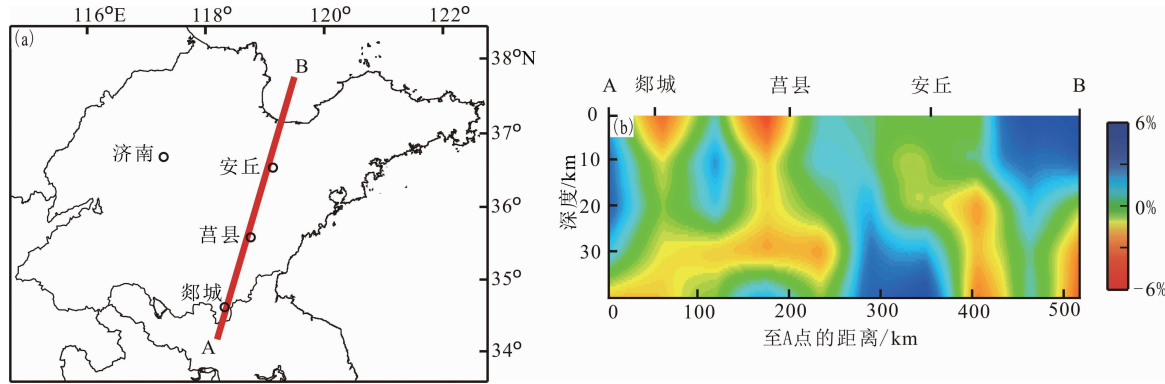 116°E 118° 120° 122°
(a)
38°N
37°
36°
35°
34°
B
济南
安丘
莒县
郯城
A
A 郯城 莒县 安丘 B
(b)
0
10
20
30
深度/km
0 100 200 300 400 500
至A点的距离/km
6%
0%
-6%